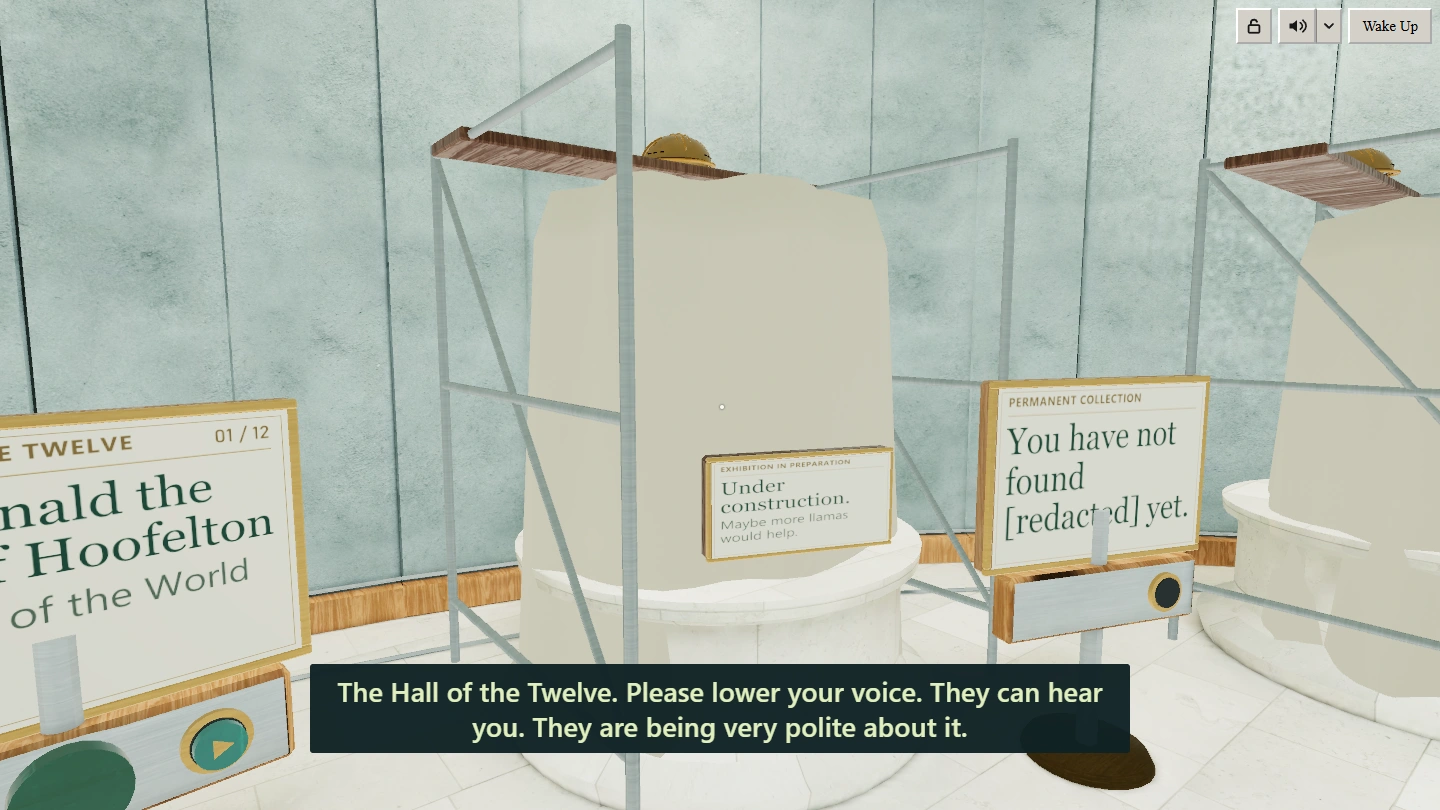 E TWELVE
01 / 12
nald the
f Hoofelton
of the World
EXHIBITION IN PREPARATION
Under
construction.
Maybe more llamas
would help.
PERMANENT COLLECTION
You have not
found
[redacted] yet.
The Hall of the Twelve. Please lower your voice. They can hear
you. They are being very polite about it.
Wake Up